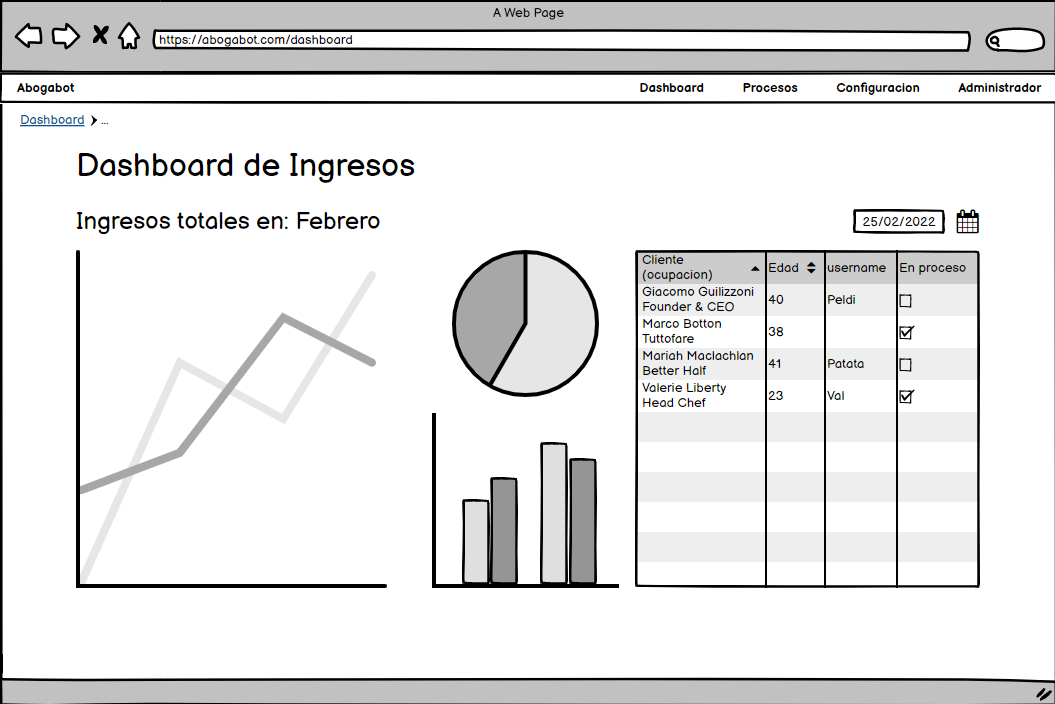 A Web Page
https://abogabot.com/dashboard
Abogabot
Dashboard
Procesos
Configuracion
Administrador
Dashboard
...
Dashboard de Ingresos
Ingresos totales en: Febrero
25/02/2022
Cliente
(ocupacion)
Edad
username
En proceso
Giacomo Guilizzoni
Founder & CEO
40
Peldi
Marco Botton
Tuttofare
38
Mariah Maclachlan
Better Half
41
Patata
Valerie Liberty
Head Chef
23
Val